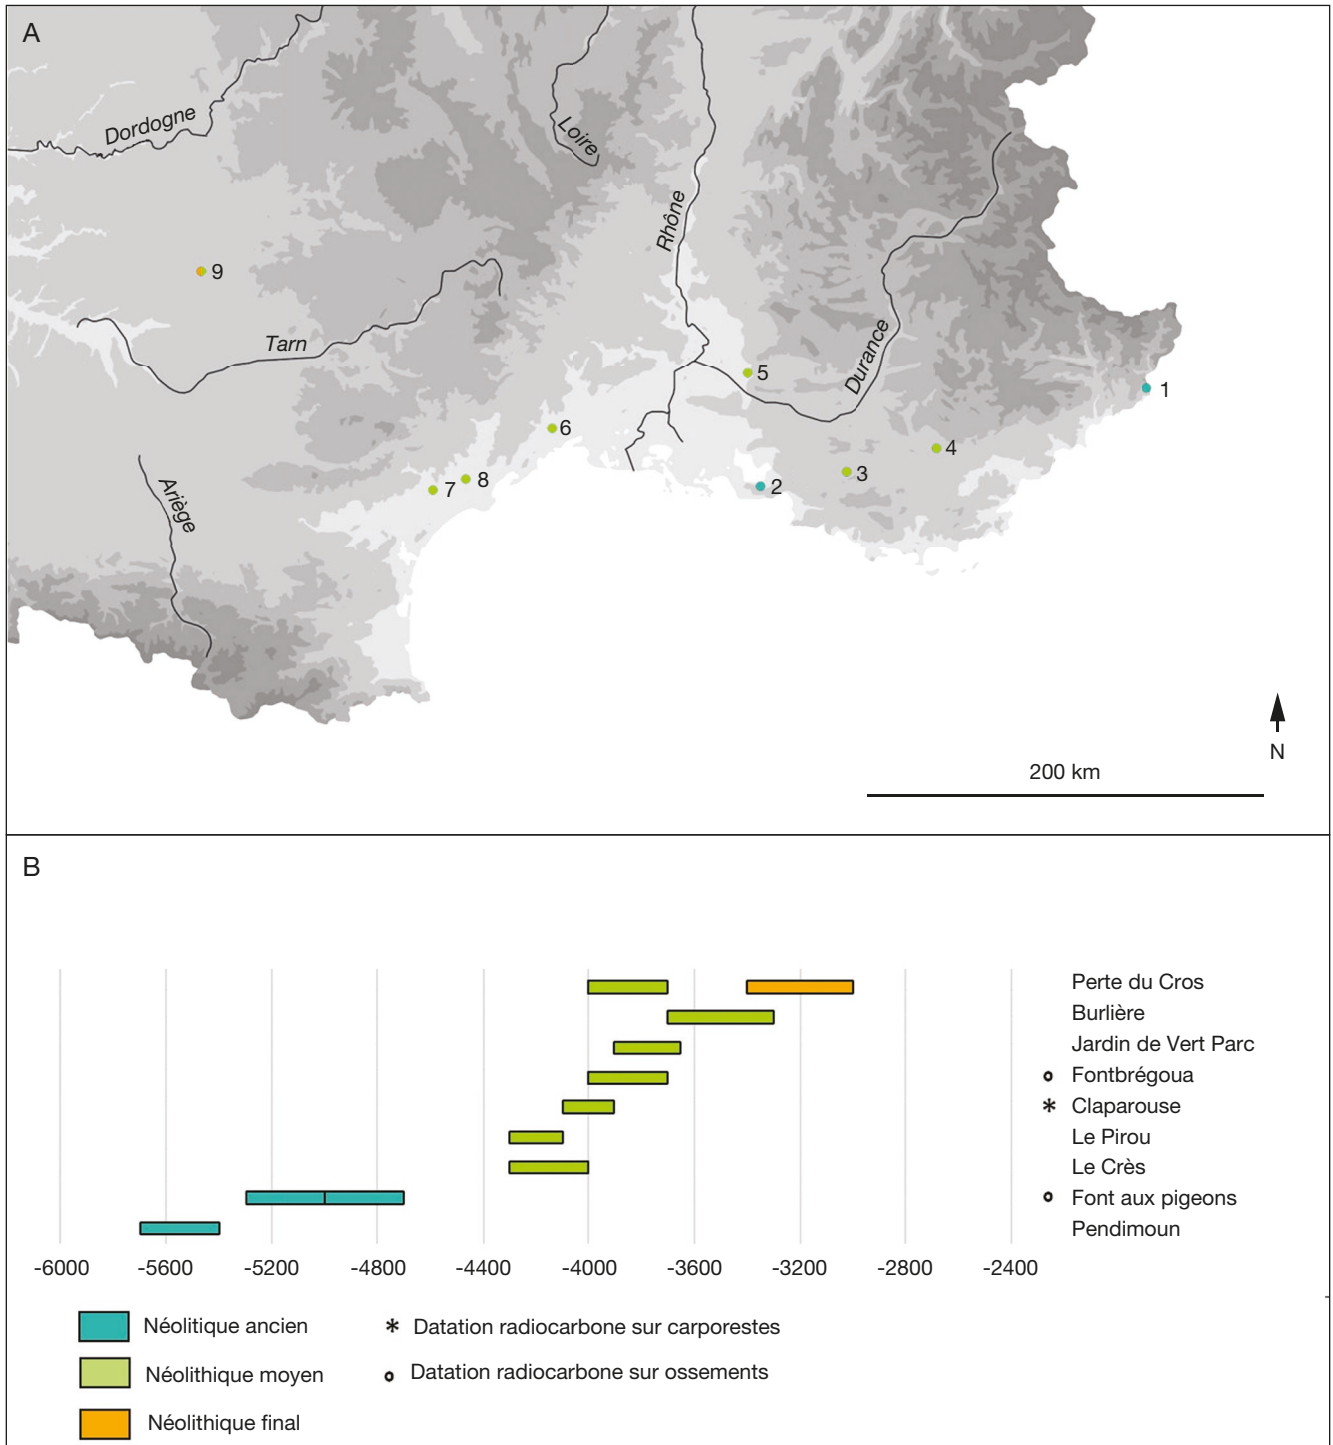 A
Dordogne
Loire
Rhône
9
Tarn
Durance
5
1
6
4
3
8
7
2
Ariège
N
200 km
B
Perte du Cros
Burlière
Jardin de Vert Parc
o Fontbrégoua
* Claparouse
Le Pirou
Le Crès
o Font aux pigeons
Pendimoun
-6000 -5600 -5200 -4800 -4400 -4000 -3600 -3200 -2800 -2400
Néolitique ancien
* Datation radiocarbone sur carporestes
Néolithique moyen
o Datation radiocarbone sur ossements
Néolithique final